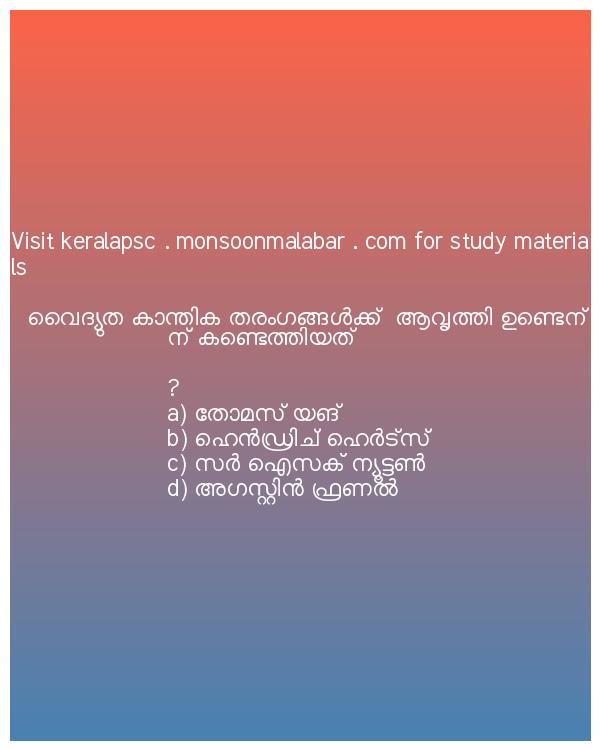 Visit keralapsc . monsoonmalabar . com for study materia
ls
വൈദ്യുത കാന്തിക തരംഗങ്ങൾക്ക് ആവൃത്തി ഉണ്ടെന്
ന് കണ്ടെത്തിയത്
?
a) തോമസ് യങ്
b) ഹെൻഡ്രിച് ഹെർട്സ്
c) സർ ഐസക് ന്യൂട്ടൺ
d) അഗസ്റ്റിൻ ഫ്രണൽ